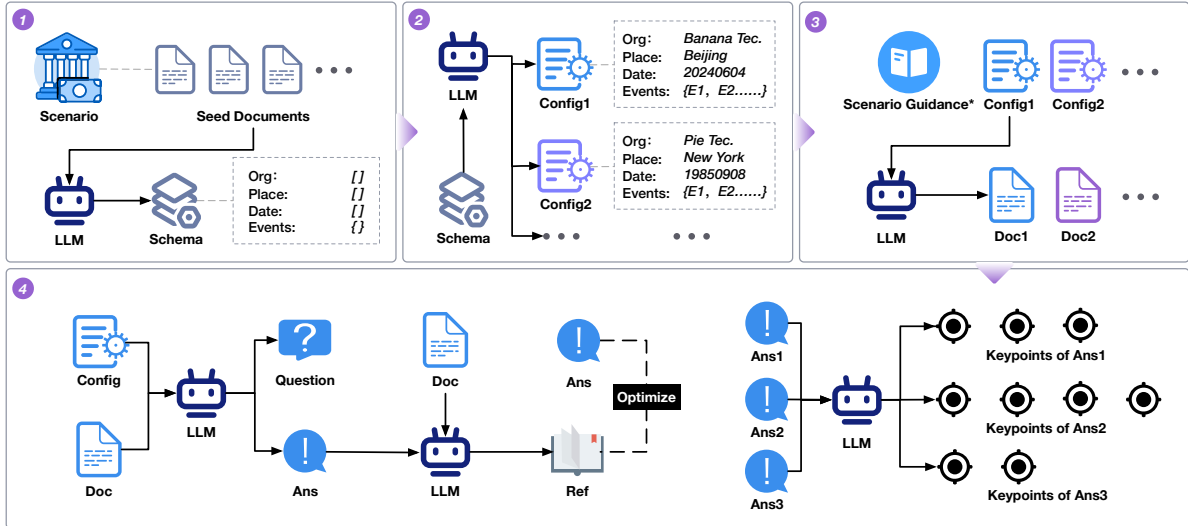 1
Scenario
Seed Documents
LLM
Schema
Org: []
Place: []
Date: []
Events: {}
2
LLM
Schema
Config1
Org: Banana Tec.
Place: Beijing
Date: 20240604
Events: {E1, E2......}
Config2
Org: Pie Tec.
Place: New York
Date: 19850908
Events: {E1, E2......}
3
Scenario Guidance*
Config1
Config2
LLM
Doc1
Doc2
4
Config
Doc
LLM
Question
Ans
Doc
LLM
Ans
Optimize
Ref
Ans1
Ans2
Ans3
LLM
Keypoints of Ans1
Keypoints of Ans2
Keypoints of Ans3